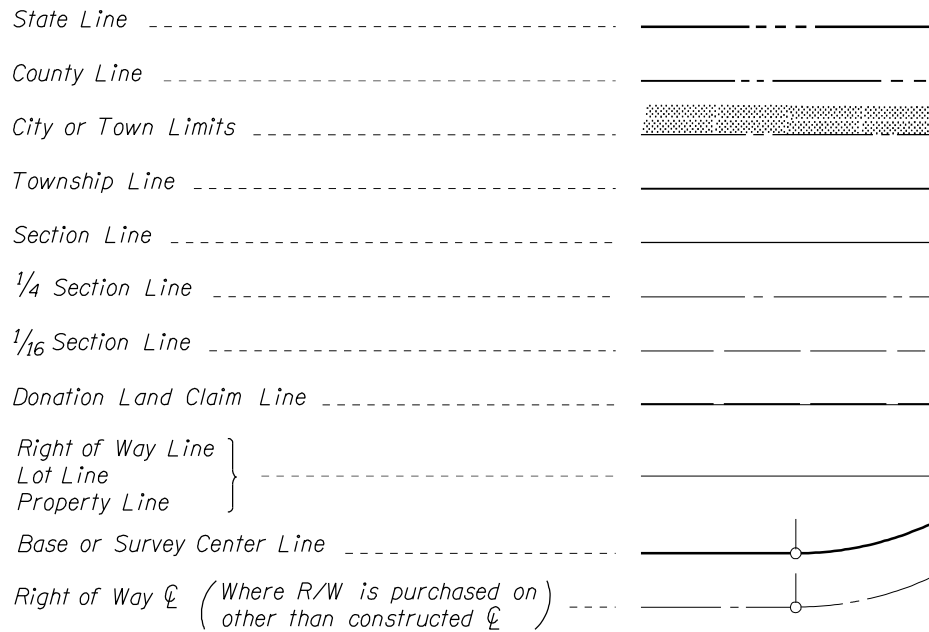 State Line
County Line
City or Town Limits
Township Line
Section Line
1/4 Section Line
1/16 Section Line
Donation Land Claim Line
Right of Way Line
Lot Line
Property Line
Base or Survey Center Line
Right of Way ℄ (Where R/W is purchased on
other than constructed ℄)